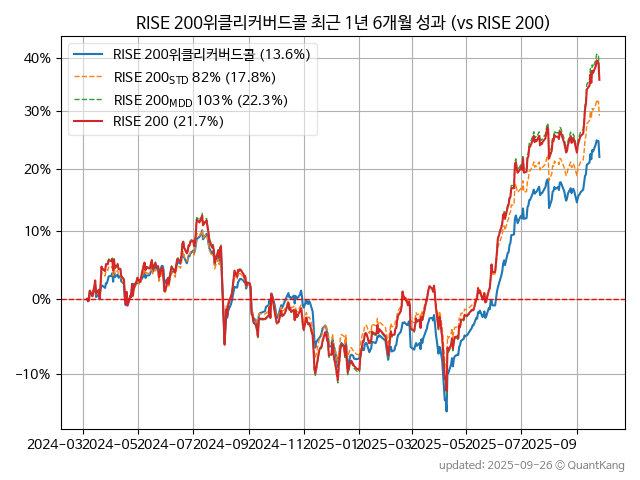 RISE 200위클리커버드콜 최근 1년 6개월 성과 (vs RISE 200)
RISE 200위클리커버드콜 (13.6%)
RISE 200STD 82% (17.8%)
RISE 200MDD 103% (22.3%)
RISE 200 (21.7%)
40%
30%
20%
10%
0%
−10%
2024-03 2024-05 2024-07 2024-09 2024-11 2025-01 2025-03 2025-05 2025-07 2025-09
updated: 2025-09-26 © QuantKang